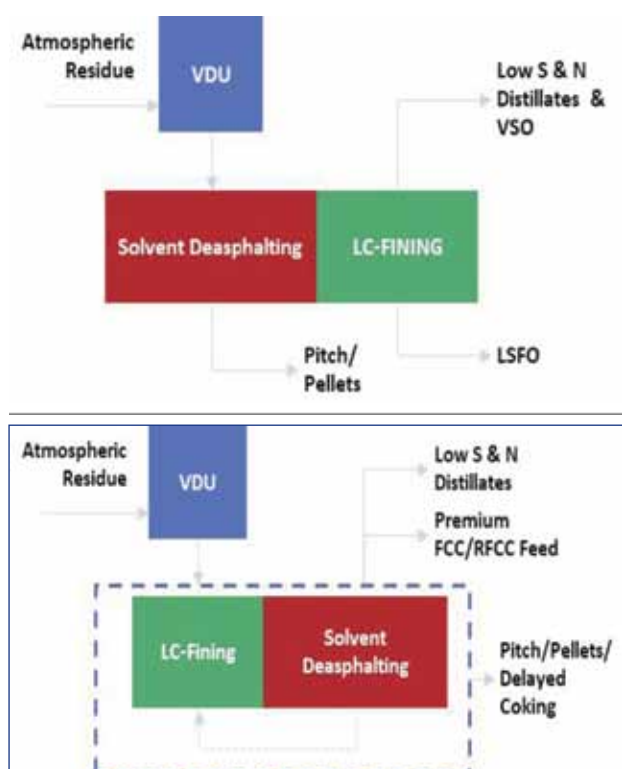 Atmospheric
Residue
VDU
Low S & N
Distillates &
VSO
Solvent Deasphalting
LC-FINING
Pitch/
Pellets
LSFO
Atmospheric
Residue
VDU
Low S & N
Distillates
Premium
FCC/RFCC Feed
LC-Fining
Solvent
Deasphalting
Pitch/Pellets/
Delayed
Coking